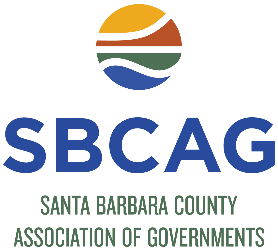 SBCAG
SANTA BARBARA COUNTY
ASSOCIATION OF GOVERNMENTS